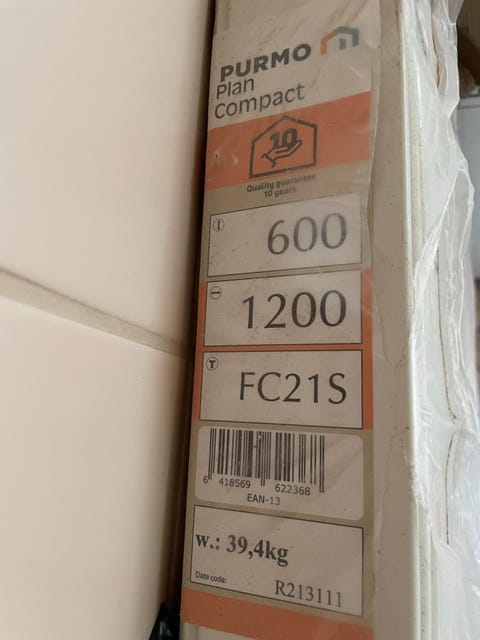 PURMO
Plan
Compact
10
Quality guarantee
10 years
600
1200
T
FC21S
6 418569 622368
EAN-13
w.: 39,4kg
Date code:
R213111